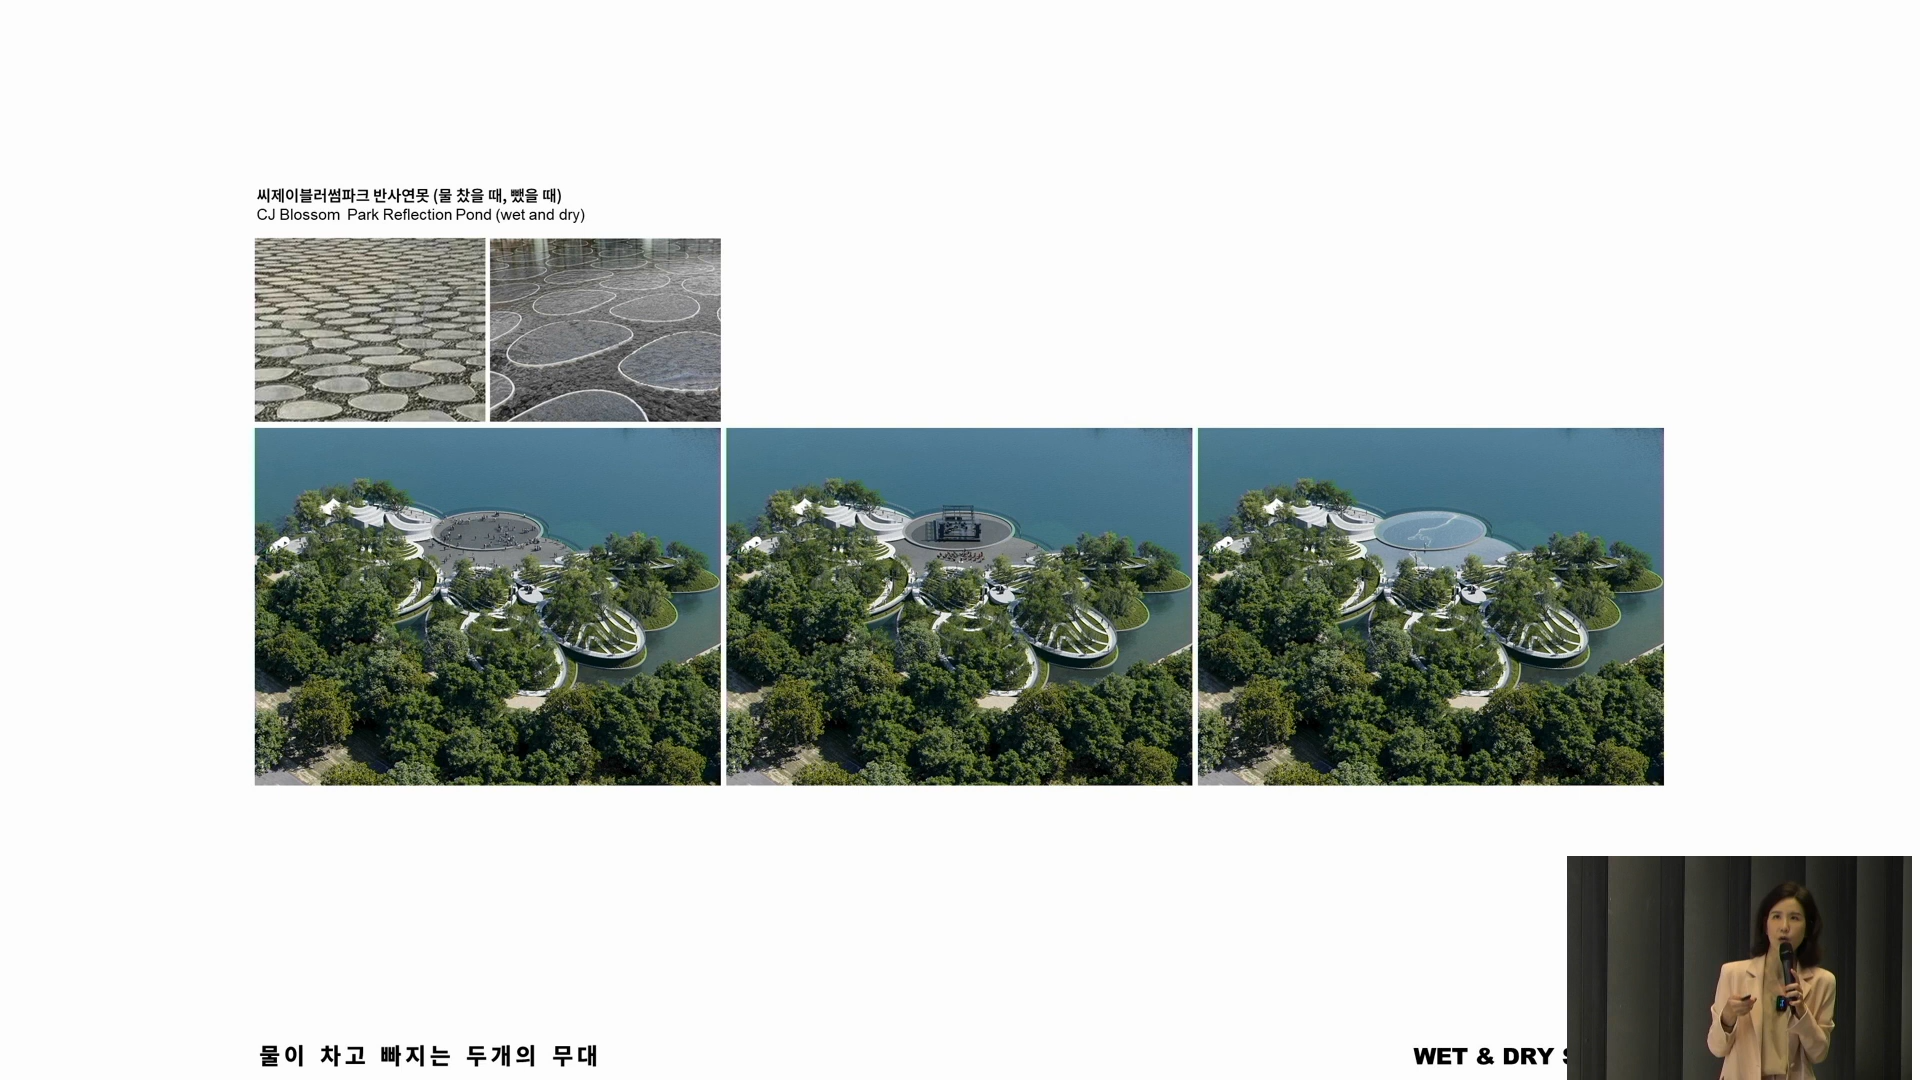 씨제이블러썸파크 반사연못 (물 찼을 때, 뺐을 때)
CJ Blossom Park Reflection Pond (wet and dry)
물이 차고 빠지는 두개의 무대
WET & DRY